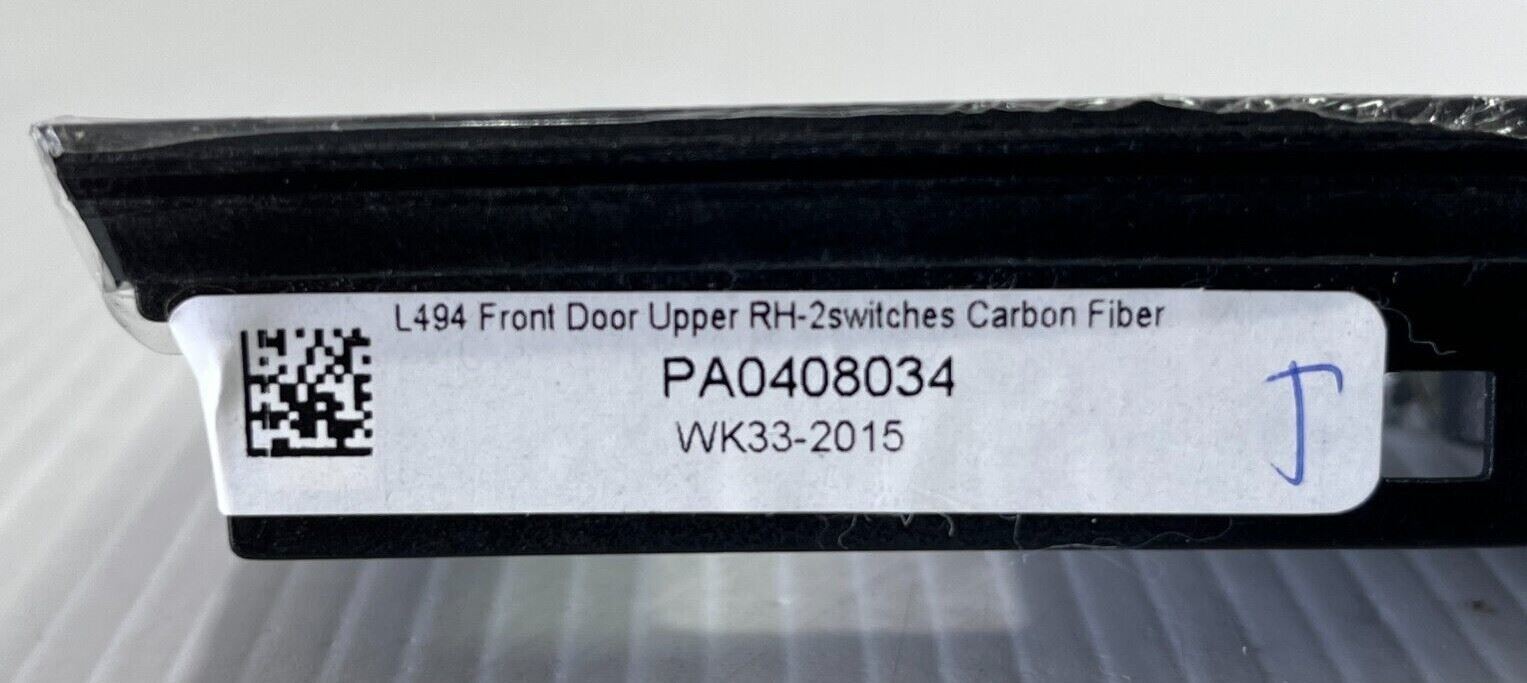 L494 Front Door Upper RH-2switches Carbon Fiber
PA0408034
WK33-2015